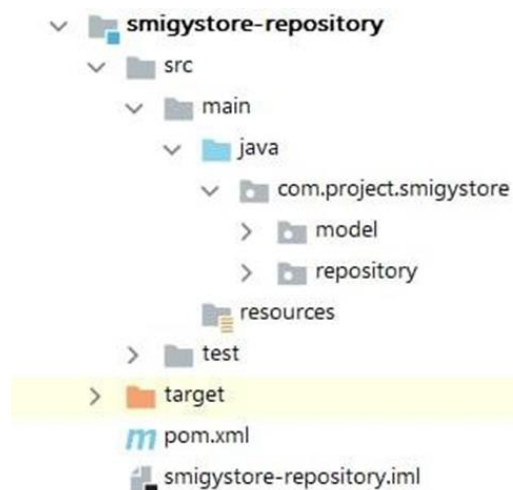 smigystore-repository
src
main
java
com.project.smigystore
model
repository
resources
test
target
pom.xml
smigystore-repository.iml